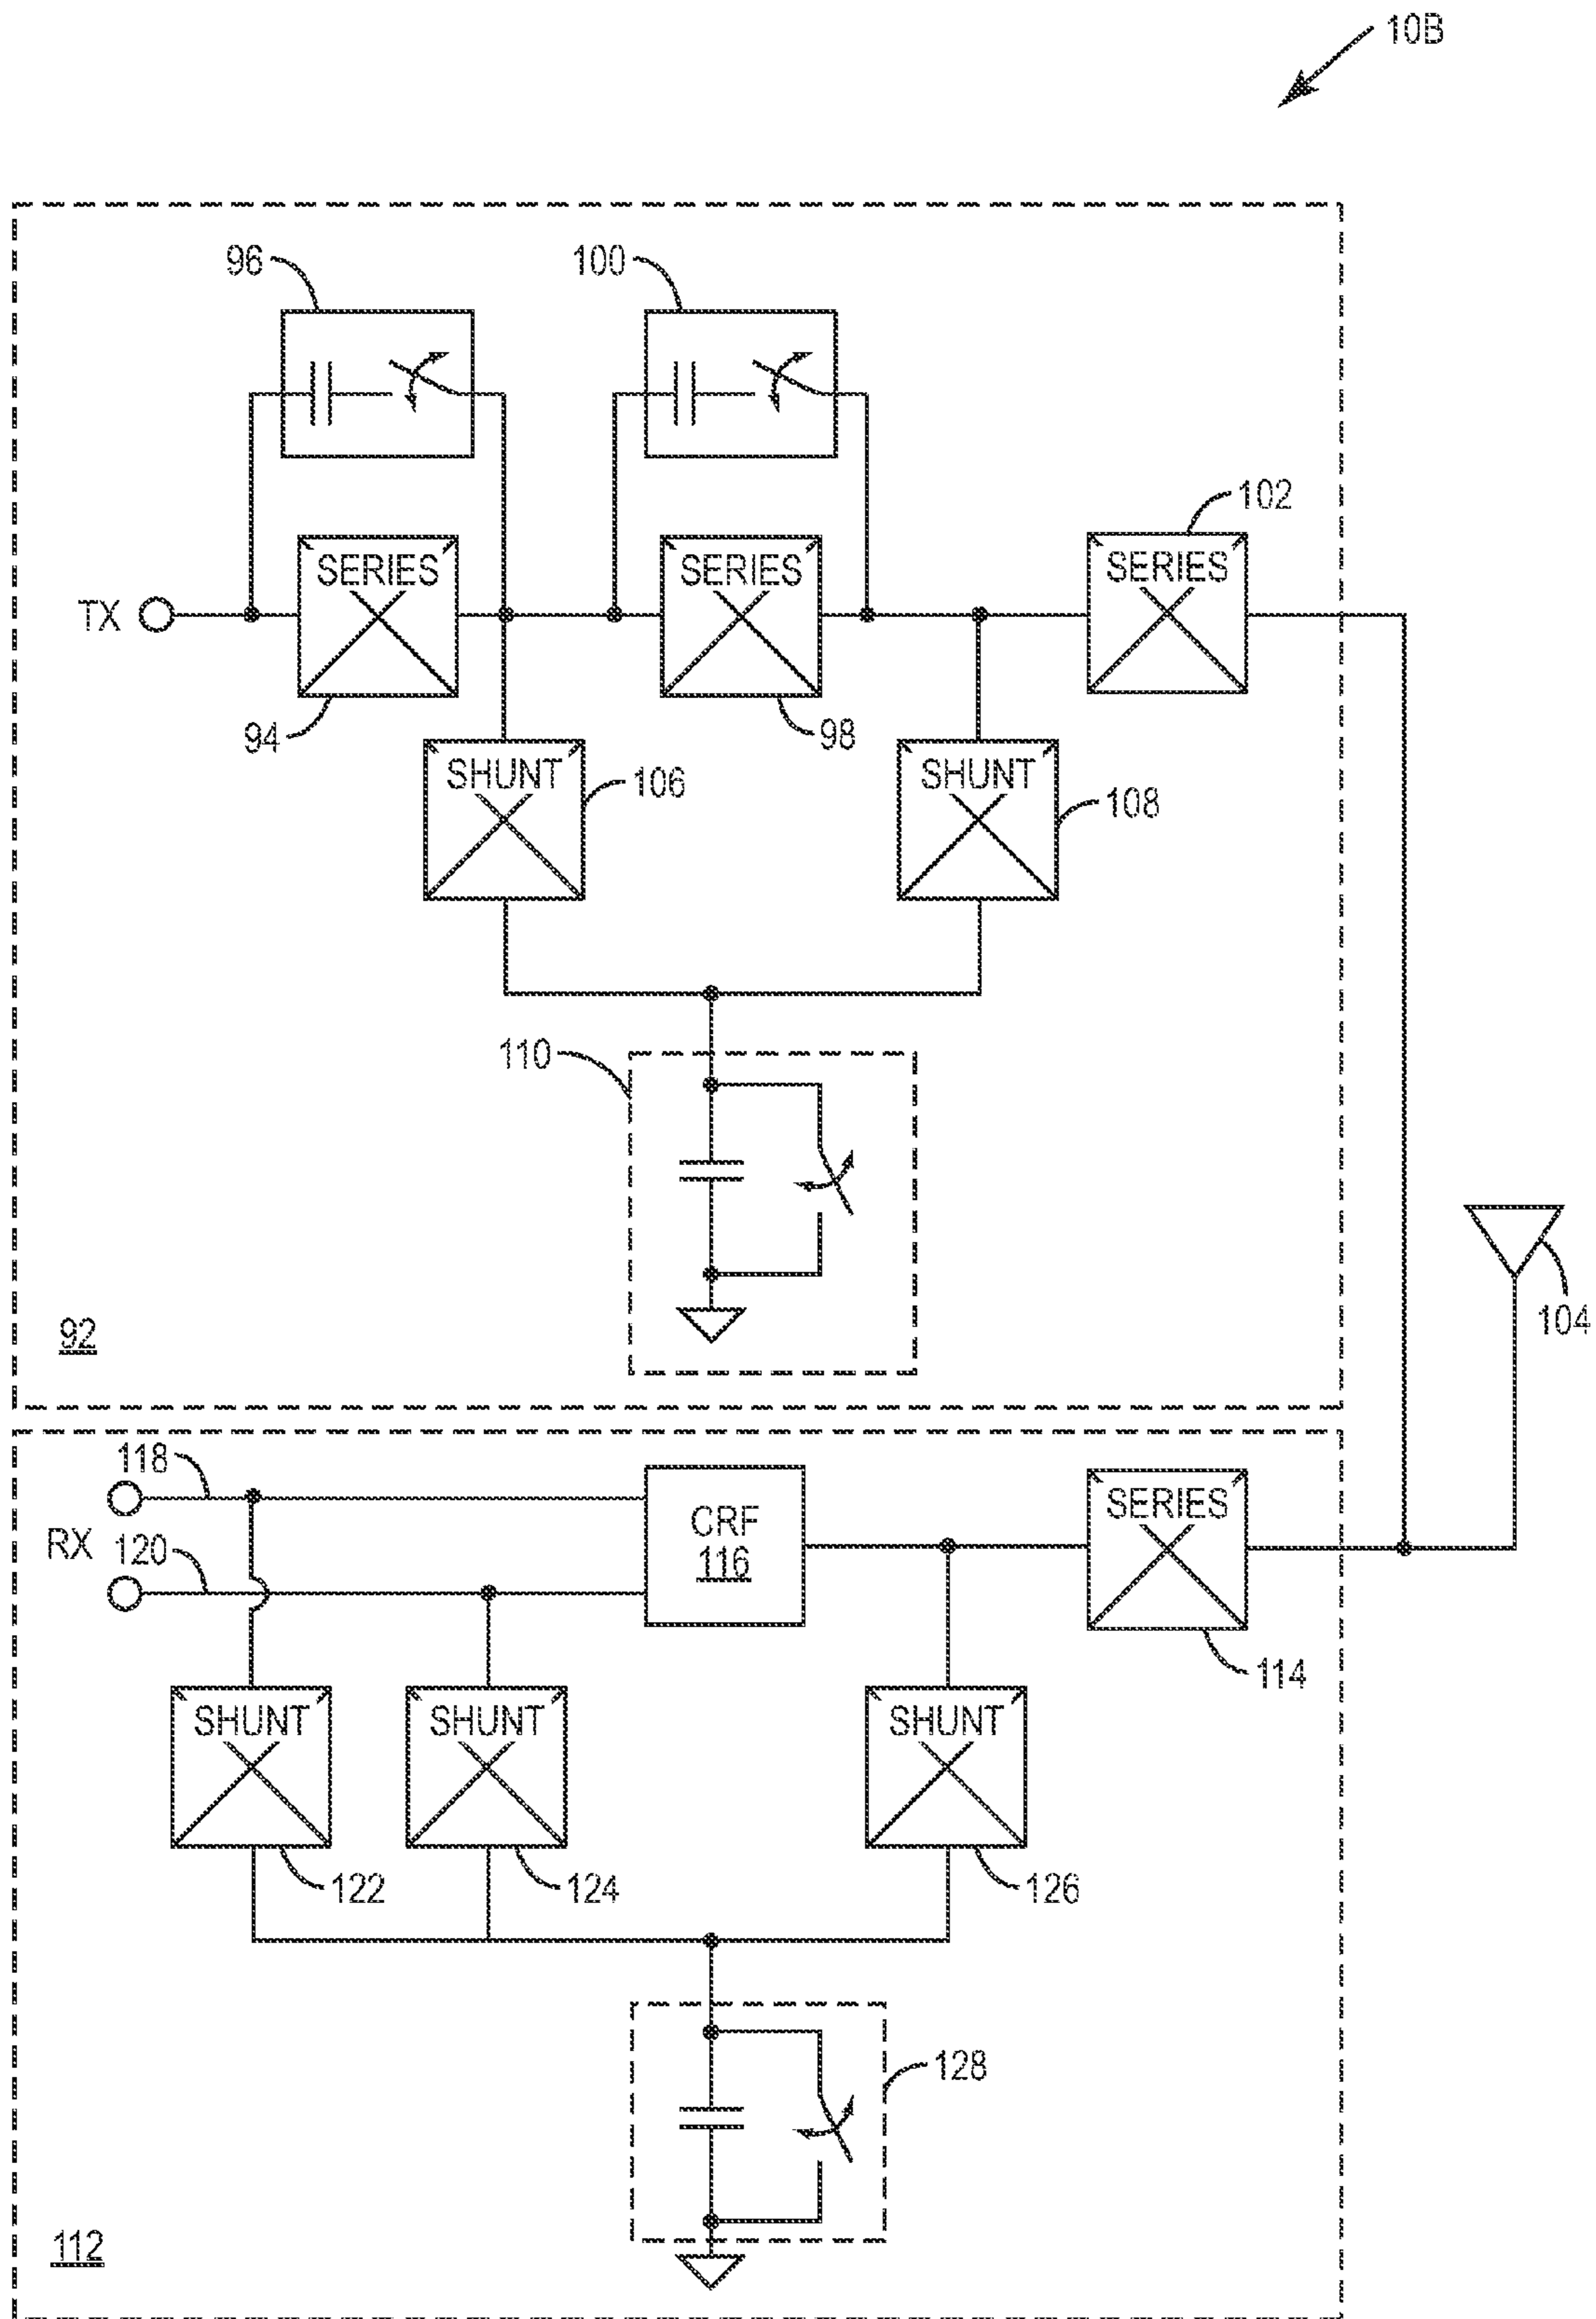 10B
96
100
102
SERIES
SERIES
SERIES
TX
94
98
SHUNT
106
SHUNT
108
110
104
92
118
RX
120
CRF
116
SERIES
114
SHUNT
SHUNT
SHUNT
122
124
126
128
112